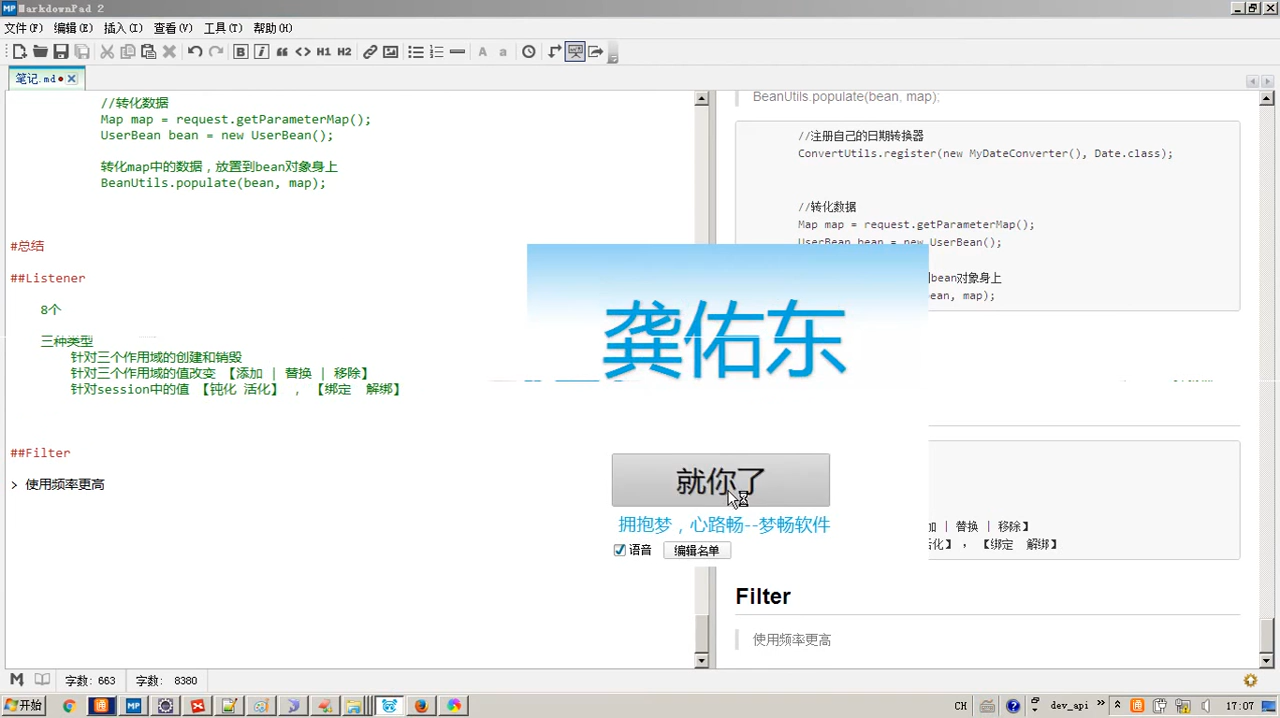 MarkdownPad 2
文件(F) 编辑(E) 插入(I) 查看(V) 工具(T) 帮助(H)
B i H1 H2 A a
笔记.md
//转化数据
Map map = request.getParameterMap();
UserBean bean = new UserBean();
转化map中的数据，放置到bean对象身上
BeanUtils.populate(bean, map);
#总结
##Listener
8个
三种类型
针对三个作用域的创建和销毁
针对三个作用域的值改变 【添加 | 替换 | 移除】
针对session中的值 【钝化 活化】 , 【绑定 解绑】
##Filter
> 使用频率更高
BeanUtils.populate(bean, map);
//注册自己的日期转换器
ConvertUtils.register(new MyDateConverter(), Date.class);
//转化数据
Map map = request.getParameterMap();
UserBean bean = new UserBean();
bean对象身上
ean, map);
龚佑东
就你了
拥抱梦，心路畅--梦畅软件
语音 编辑名单
加 | 替换 | 移除】
活化】 , 【绑定 解绑】
Filter
使用频率更高
字数: 663 字数: 8380
开始 CH dev_api 17:07